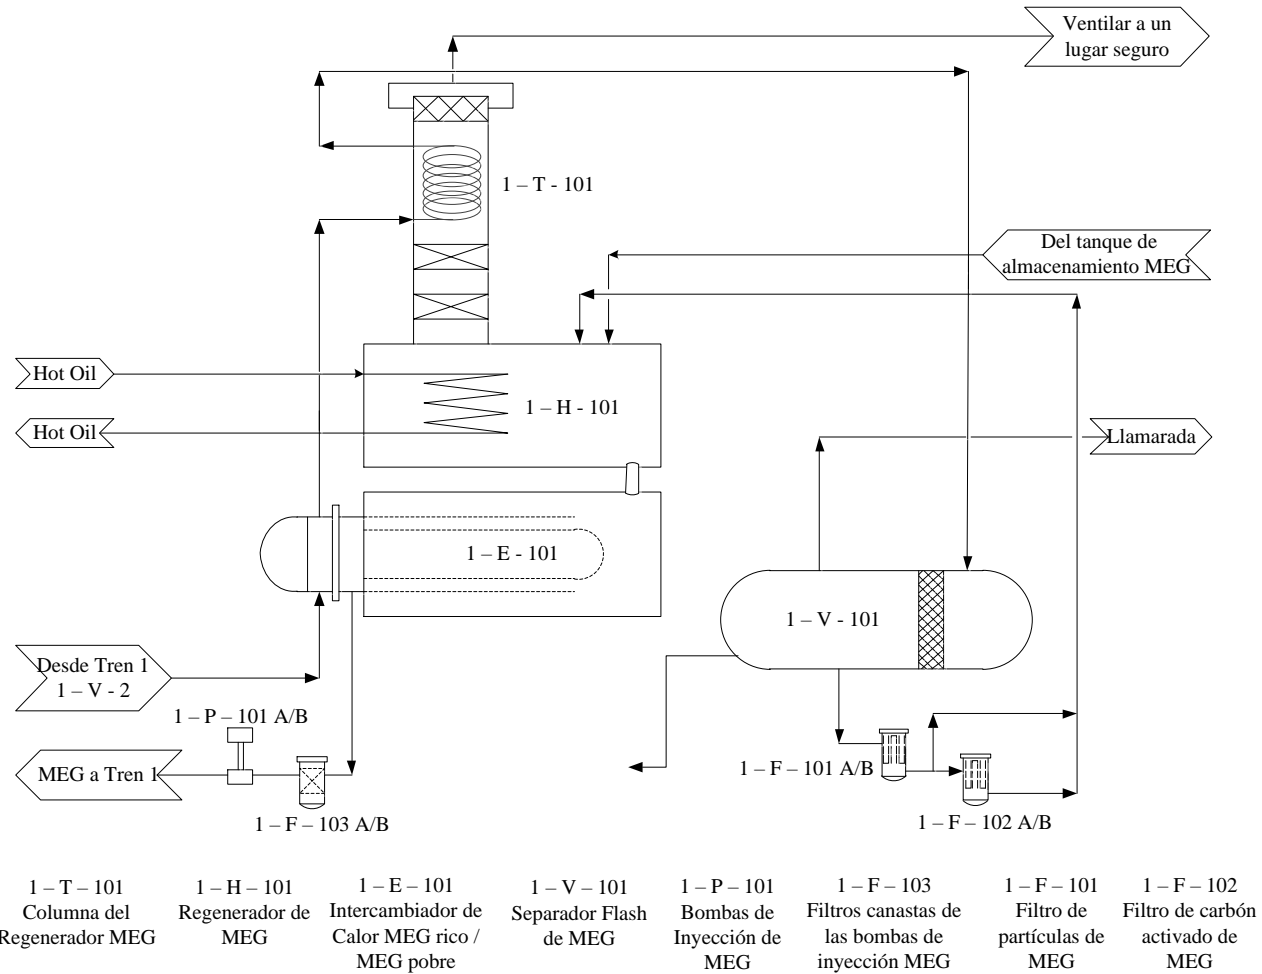 Ventilar a un
lugar seguro
1 – T - 101
Del tanque de
almacenamiento MEG
Hot Oil
1 – H - 101
Hot Oil
Llamarada
1 – E - 101
1 – V - 101
Desde Tren 1
1 – V - 2
1 – P – 101 A/B
MEG a Tren 1
1 – F – 101 A/B
1 – F – 103 A/B
1 – F – 102 A/B
1 – T – 101
Columna del
Regenerador MEG
1 – H – 101
Regenerador de
MEG
1 – E – 101
Intercambiador de
Calor MEG rico /
MEG pobre
1 – V – 101
Separador Flash
de MEG
1 – P – 101
Bombas de
Inyección de
MEG
1 – F – 103
Filtros canastas de
las bombas de
inyección MEG
1 – F – 101
Filtro de
partículas de
MEG
1 – F – 102
Filtro de carbón
activado de
MEG